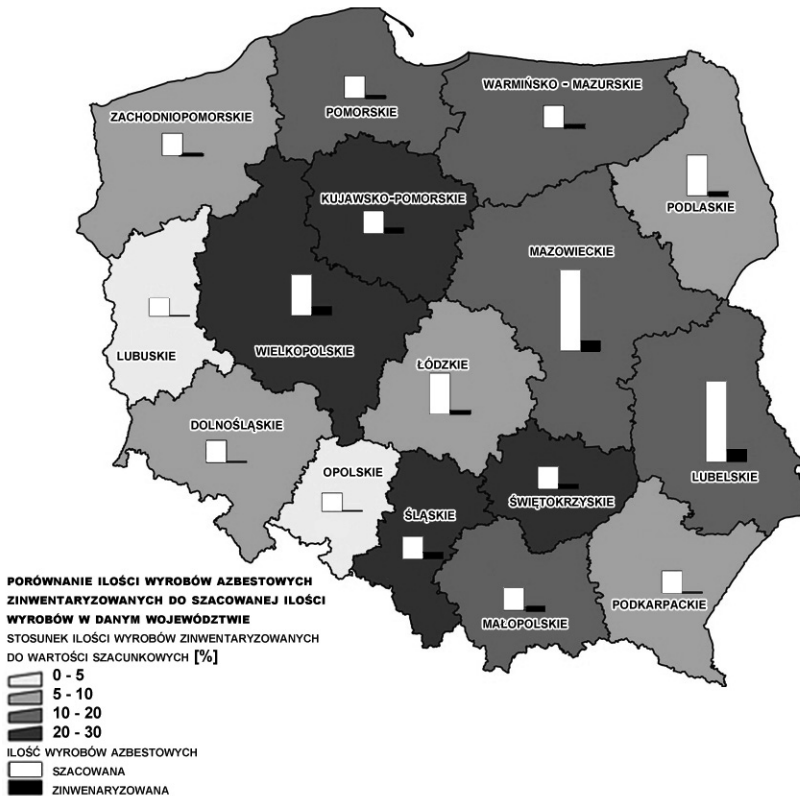 POMORSKIE
WARMIŃSKO - MAZURSKIE
ZACHODNIOPOMORSKIE
KUJAWSKO-POMORSKIE
PODLASKIE
MAZOWIECKIE
LUBUSKIE
WIELKOPOLSKIE
ŁÓDZKIE
DOLNOŚLĄSKIE
OPOLSKIE
LUBELSKIE
ŚWIĘTOKRZYSKIE
ŚLĄSKIE
PODKARPACKIE
MAŁOPOLSKIE
PORÓWNANIE ILOŚCI WYROBÓW AZBESTOWYCH
ZINWENTARYZOWANYCH DO SZACOWANEJ ILOŚCI
WYROBÓW W DANYM WOJEWÓDZTWIE
STOSUNEK ILOŚCI WYROBÓW ZINWENTARYZOWANYCH
DO WARTOŚCI SZACUNKOWYCH [%]
0 - 5
5 - 10
10 - 20
20 - 30
ILOŚĆ WYROBÓW AZBESTOWYCH
SZACOWANA
ZINWENARYZOWANA